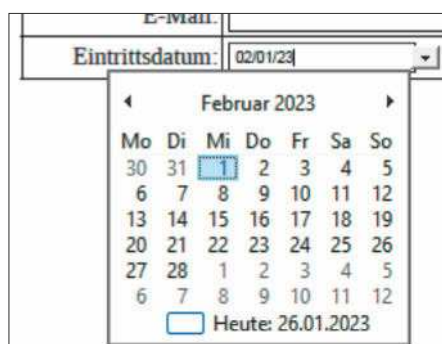 E-Mail:
Eintrittsdatum: 02/01/23
Februar 2023
Mo Di Mi Do Fr Sa So
30 31 1 2 3 4 5
6 7 8 9 10 11 12
13 14 15 16 17 18 19
20 21 22 23 24 25 26
27 28 1 2 3 4 5
6 7 8 9 10 11 12
Heute: 26.01.2023